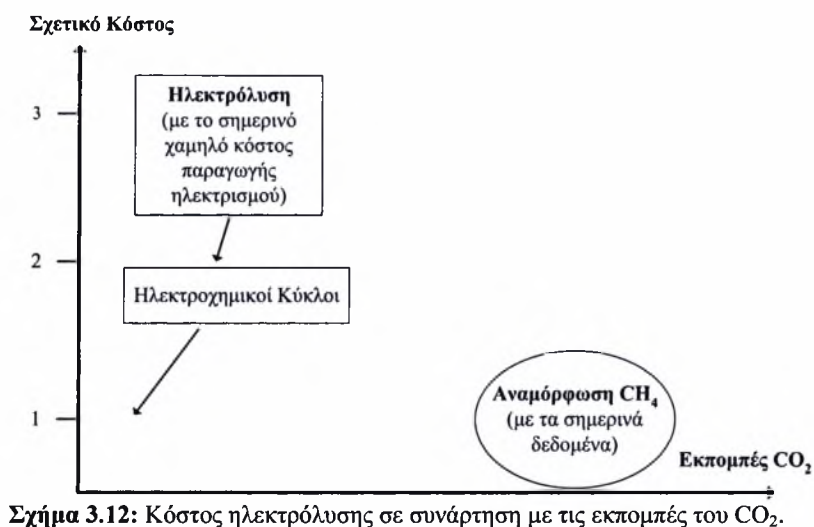 Σχετικό Κόστος
3
Ηλεκτρόλυση
(με το σημερινό
χαμηλό κόστος
παραγωγής
ηλεκτρισμού)
2
Ηλεκτροχημικοί Κύκλοι
1
Αναμόρφωση CH₄
(με τα σημερινά
δεδομένα)
Εκπομπές CO₂
Σχήμα 3.12: Κόστος ηλεκτρόλυσης σε συνάρτηση με τις εκπομπές του CO₂.